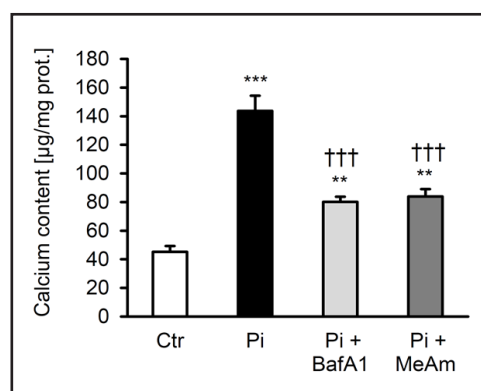 Calcium content [µg/mg prot.]
180
160
140
120
100
80
60
40
20
0
***
†††
**
†††
**
Ctr
Pi
Pi +
BafA1
Pi +
MeAm